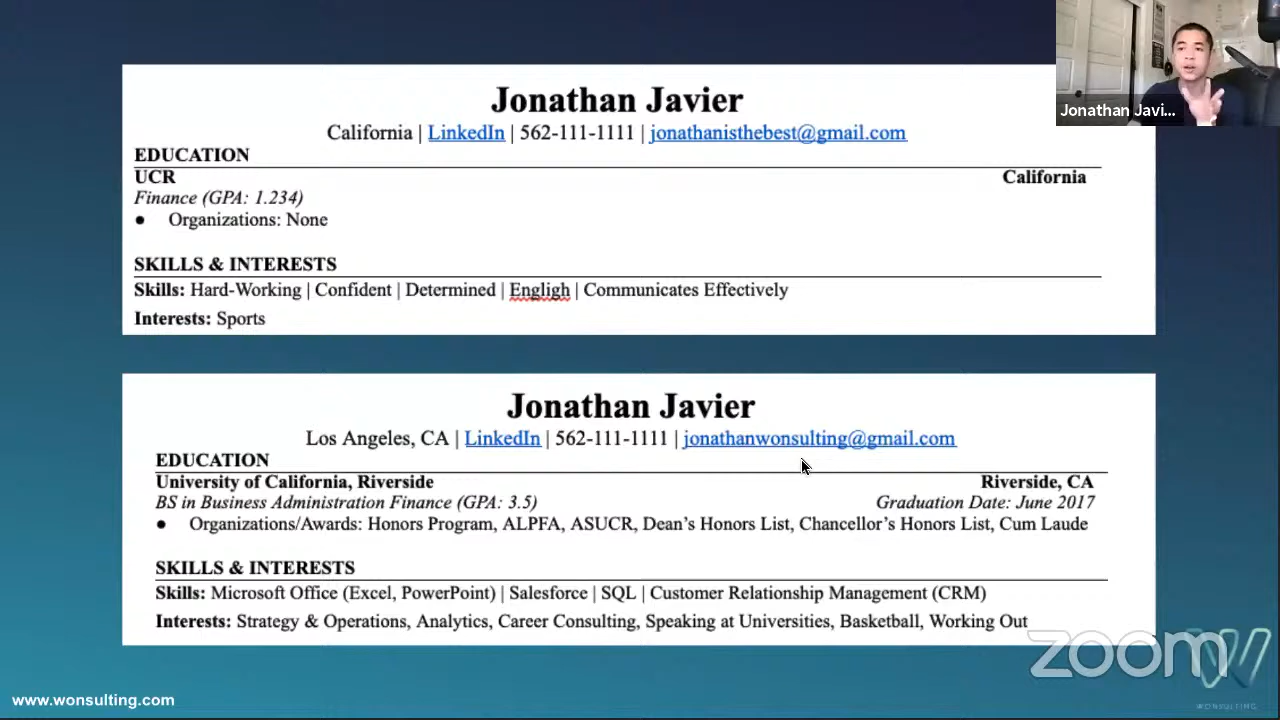 Jonathan Javier
California | LinkedIn | 562-111-1111 | jonathanisthebest@gmail.com
EDUCATION
UCR California
Finance (GPA: 1.234)
● Organizations: None
SKILLS & INTERESTS
Skills: Hard-Working | Confident | Determined | Engligh | Communicates Effectively
Interests: Sports
Jonathan Javi...
Jonathan Javier
Los Angeles, CA | LinkedIn | 562-111-1111 | jonathanwonsulting@gmail.com
EDUCATION
University of California, Riverside Riverside, CA
BS in Business Administration Finance (GPA: 3.5) Graduation Date: June 2017
● Organizations/Awards: Honors Program, ALPFA, ASUCR, Dean’s Honors List, Chancellor’s Honors List, Cum Laude
SKILLS & INTERESTS
Skills: Microsoft Office (Excel, PowerPoint) | Salesforce | SQL | Customer Relationship Management (CRM)
Interests: Strategy & Operations, Analytics, Career Consulting, Speaking at Universities, Basketball, Working Out
zoom
www.wonsulting.com
WONSULTING